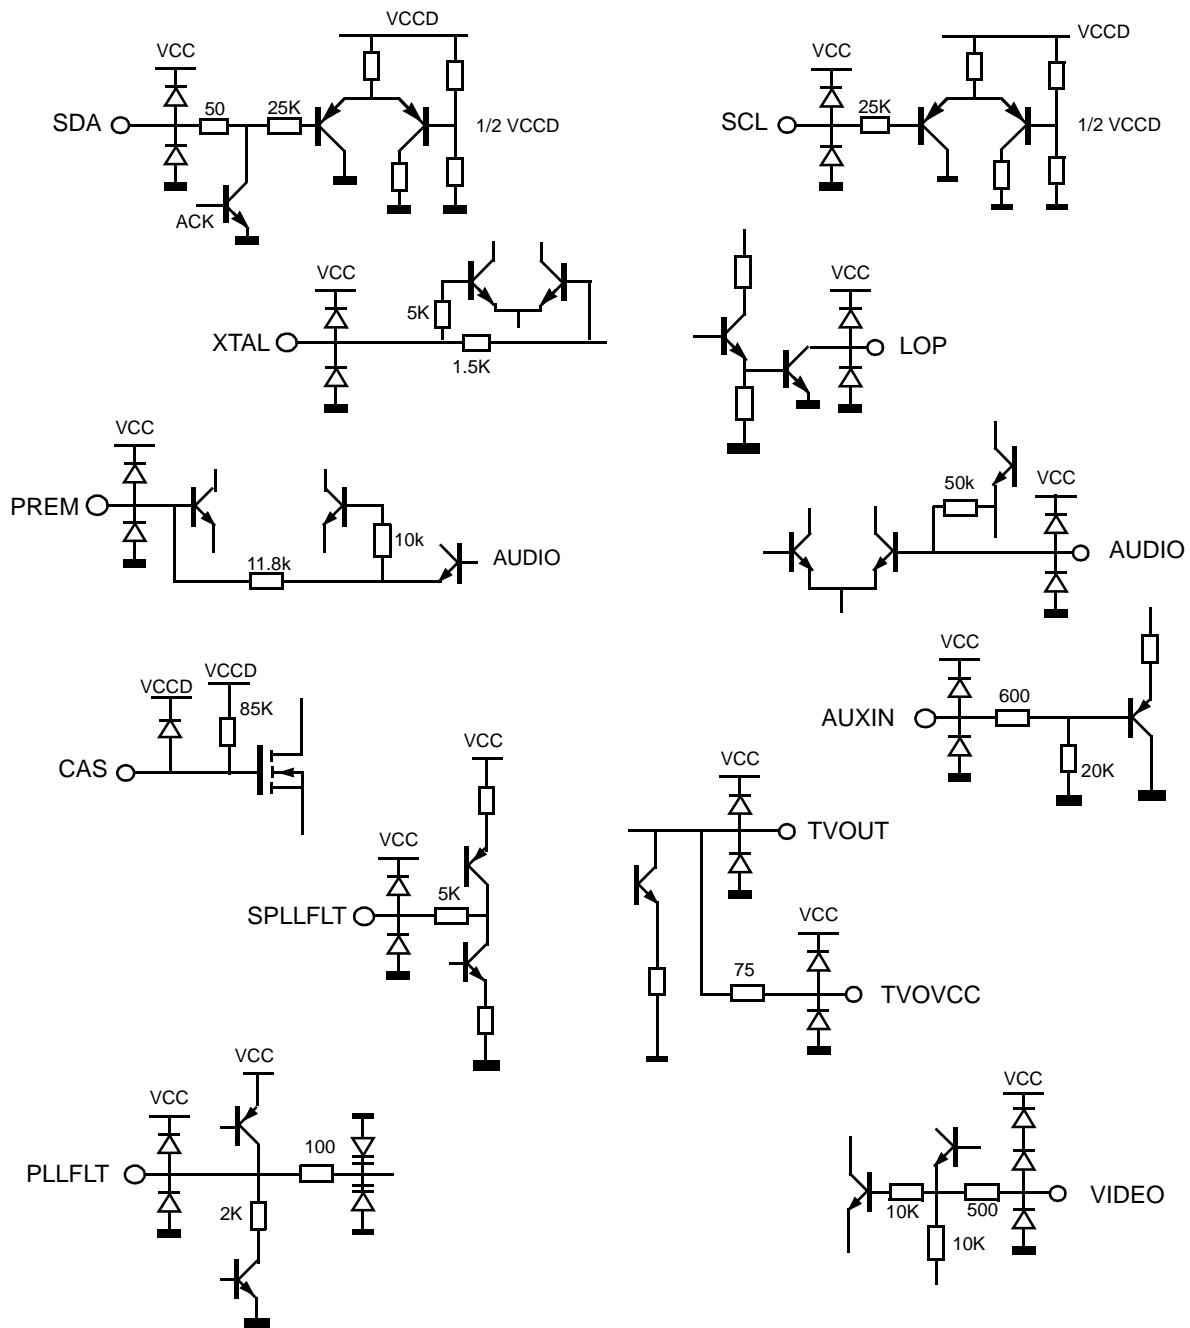 VCCD
VCC
50
25K
SDA
1/2 VCCD
ACK
VCCD
VCC
25K
SCL
1/2 VCCD
VCC
5K
XTAL
1.5K
VCC
LOP
VCC
PREM
10k
11.8k
AUDIO
50k
VCC
AUDIO
VCCD
VCCD
85K
CAS
VCC
600
AUXIN
20K
VCC
VCC
5K
SPLLFLT
VCC
TVOUT
VCC
75
TVOVCC
VCC
VCC
100
PLLFLT
2K
VCC
10K
500
VIDEO
10K